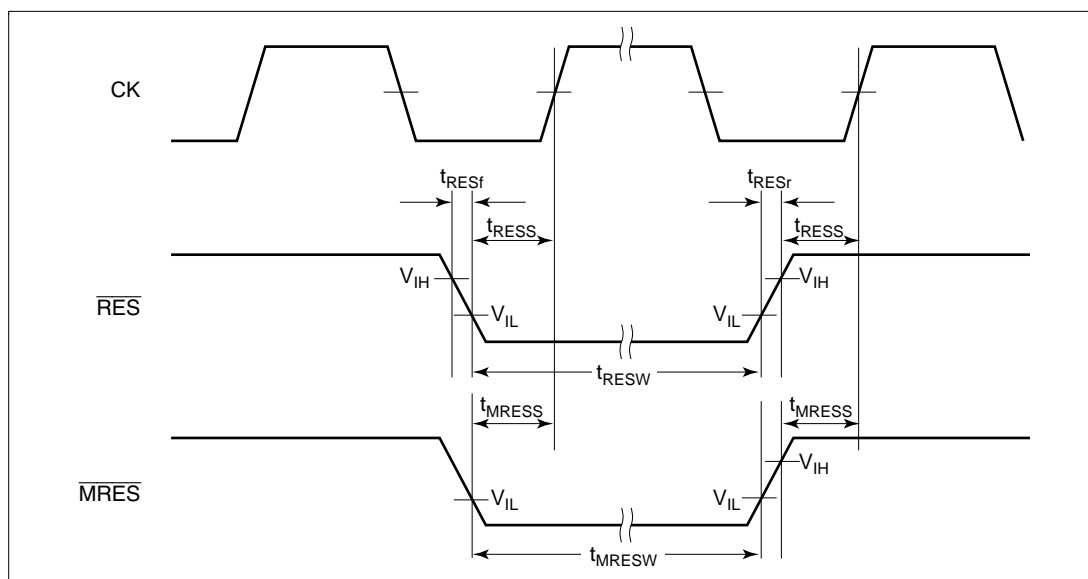 CK
tRESf
tRESr
tRESS
tRESS
VIH
VIH
RES
VIL
VIL
tRESW
tMRESS
tMRESS
VIH
MRES
VIL
VIL
tMRESW